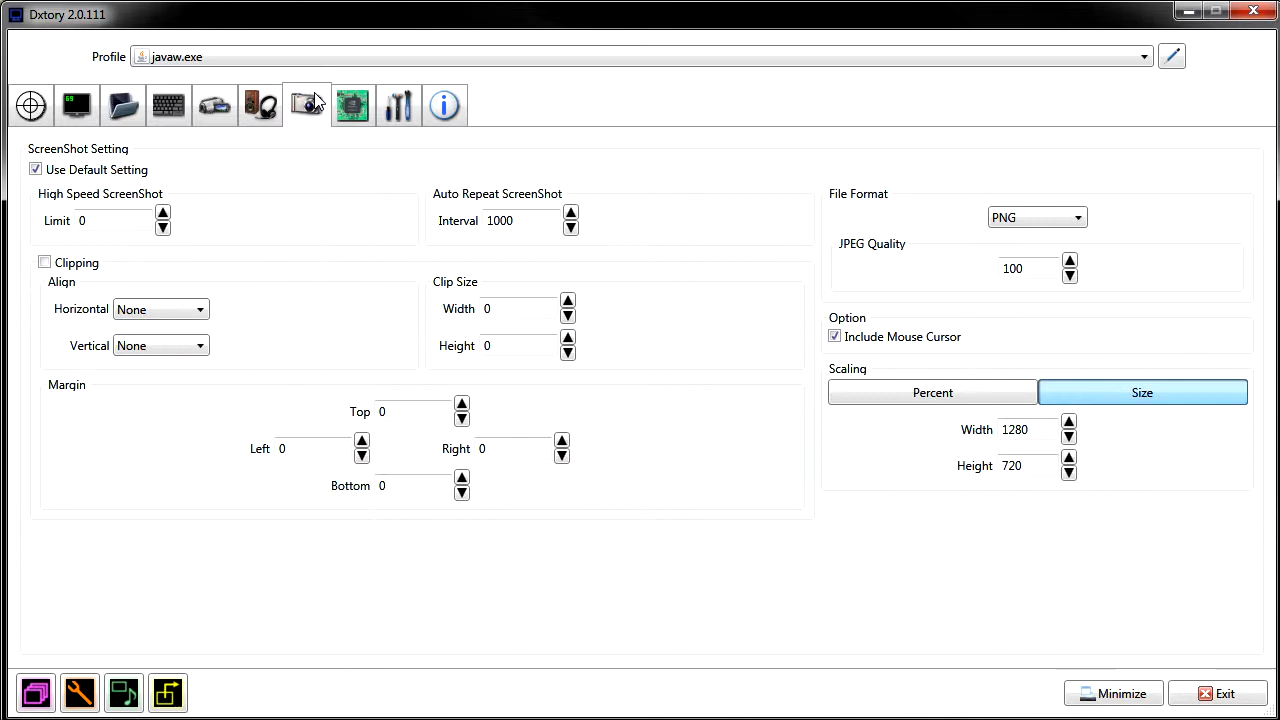 Dxtory 2.0.111
Profile javaw.exe
69
ScreenShot Setting
Use Default Setting
High Speed ScreenShot
Limit 0
Auto Repeat ScreenShot
Interval 1000
File Format
PNG
JPEG Quality
100
Clipping
Align
Horizontal None
Vertical None
Clip Size
Width 0
Height 0
Option
Include Mouse Cursor
Scaling
Percent Size
Width 1280
Height 720
Margin
Top 0
Left 0 Right 0
Bottom 0
Minimize Exit